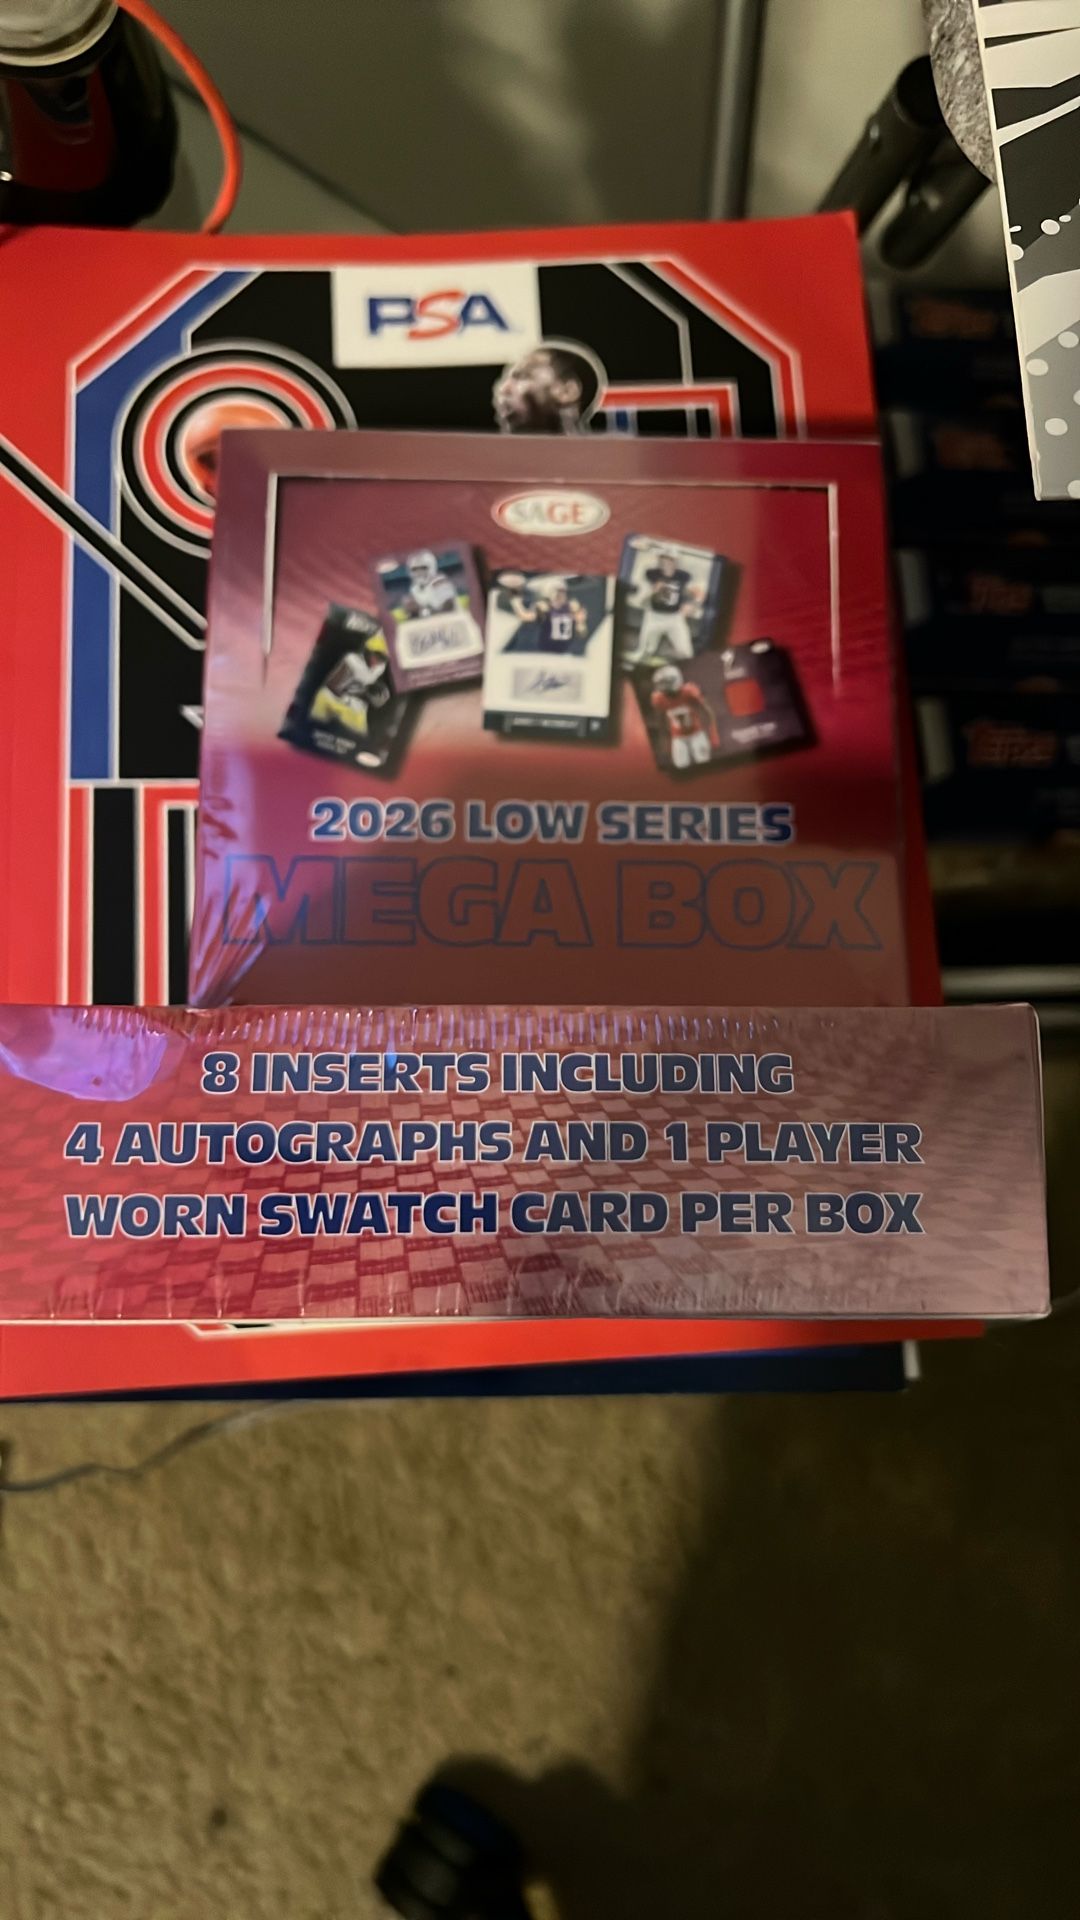 PSA
SAGE
2026 LOW SERIES
MEGA BOX
8 INSERTS INCLUDING
4 AUTOGRAPHS AND 1 PLAYER
WORN SWATCH CARD PER BOX